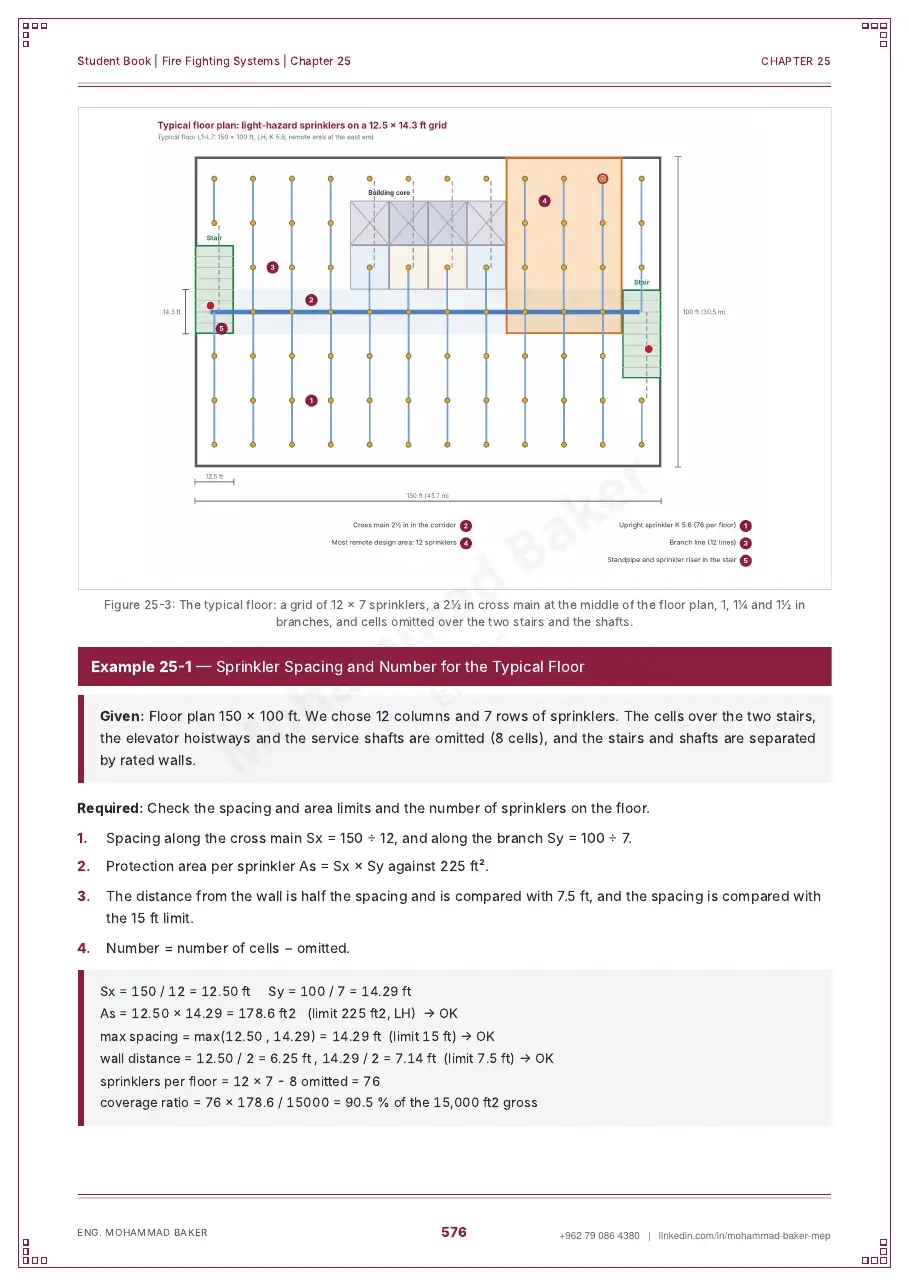 Student Book | Fire Fighting Systems | Chapter 25
CHAPTER 25
Typical floor plan: light-hazard sprinklers on a 12.5 × 14.3 ft grid
Typical floor L1–L7: 150 × 100 ft, LH, K 5.6, remote area at the east end
Building core
4
Stair
3
Stair
2
14.3 ft
100 ft (30.5 m)
5
1
12.5 ft
150 ft (45.7 m)
Cross main 2½ in in the corridor 2
Upright sprinkler K 5.6 (76 per floor) 1
Most remote design area: 12 sprinklers 4
Branch line (12 lines) 3
Standpipe and sprinkler riser in the stair 5
Figure 25-3: The typical floor: a grid of 12 × 7 sprinklers, a 2½ in cross main at the middle of the floor plan, 1, 1¼ and 1½ in
branches, and cells omitted over the two stairs and the shafts.
Example 25-1 — Sprinkler Spacing and Number for the Typical Floor
Given: Floor plan 150 × 100 ft. We chose 12 columns and 7 rows of sprinklers. The cells over the two stairs,
the elevator hoistways and the service shafts are omitted (8 cells), and the stairs and shafts are separated
by rated walls.
Required: Check the spacing and area limits and the number of sprinklers on the floor.
1. Spacing along the cross main Sx = 150 ÷ 12, and along the branch Sy = 100 ÷ 7.
2. Protection area per sprinkler As = Sx × Sy against 225 ft².
3. The distance from the wall is half the spacing and is compared with 7.5 ft, and the spacing is compared with
the 15 ft limit.
4. Number = number of cells − omitted.
Sx = 150 / 12 = 12.50 ft Sy = 100 / 7 = 14.29 ft
As = 12.50 × 14.29 = 178.6 ft2 (limit 225 ft2, LH) → OK
max spacing = max(12.50 , 14.29) = 14.29 ft (limit 15 ft) → OK
wall distance = 12.50 / 2 = 6.25 ft , 14.29 / 2 = 7.14 ft (limit 7.5 ft) → OK
sprinklers per floor = 12 × 7 - 8 omitted = 76
coverage ratio = 76 × 178.6 / 15000 = 90.5 % of the 15,000 ft2 gross
Mohammad Baker
ENG. MOHAMMAD BAKER
576
+962 79 086 4380 | linkedin.com/in/mohammad-baker-mep